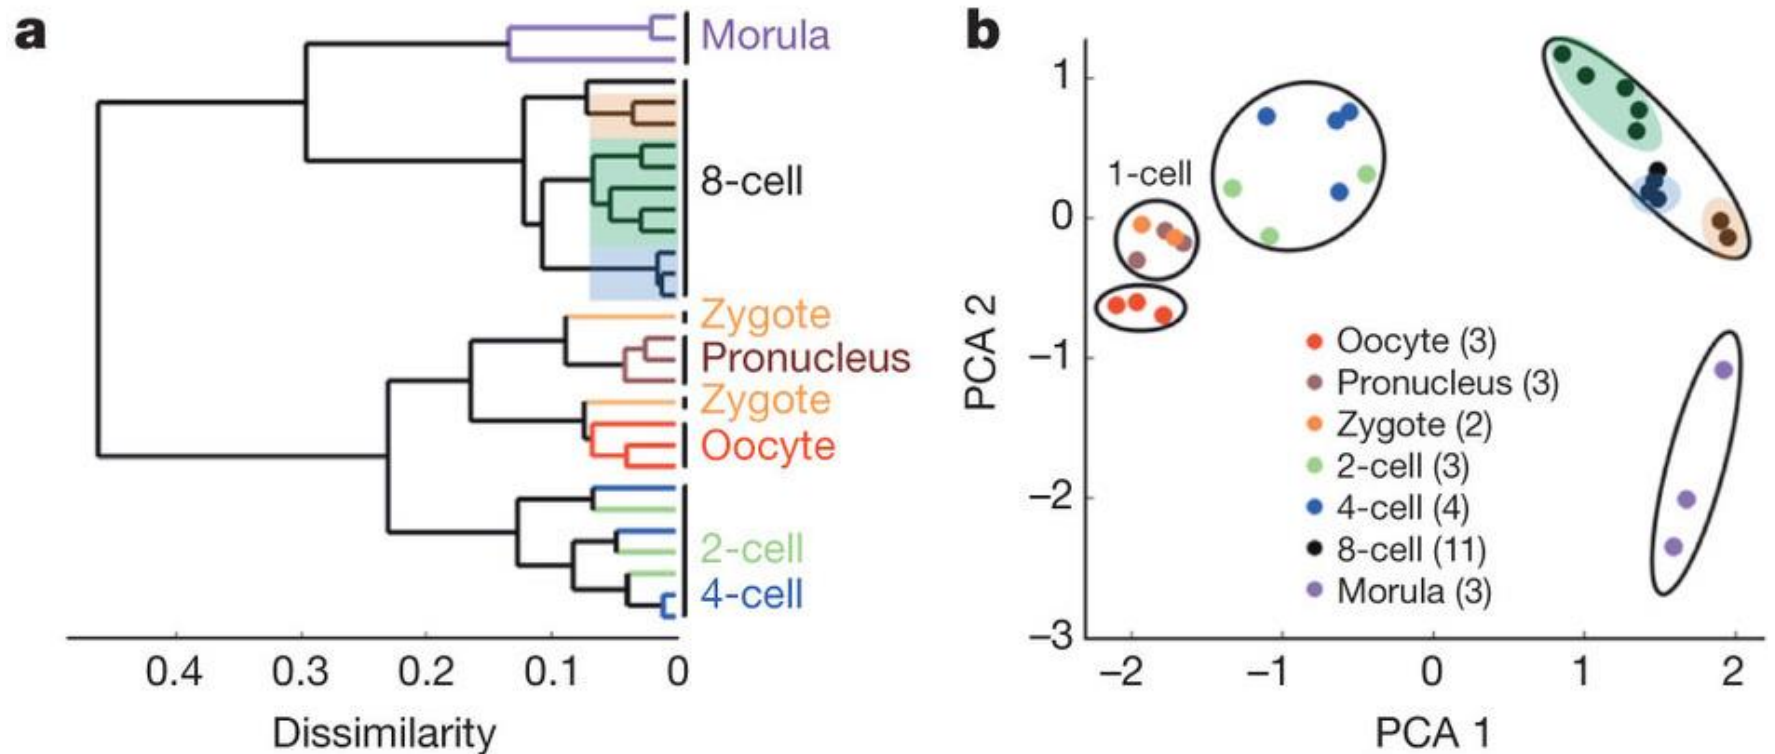 a
Morula
8-cell
Zygote
Pronucleus
Zygote
Oocyte
2-cell
4-cell
0.4 0.3 0.2 0.1 0
Dissimilarity
b
1
0
−1
−2
−3
PCA 2
1-cell
Oocyte (3)
Pronucleus (3)
Zygote (2)
2-cell (3)
4-cell (4)
8-cell (11)
Morula (3)
−2 −1 0 1 2
PCA 1